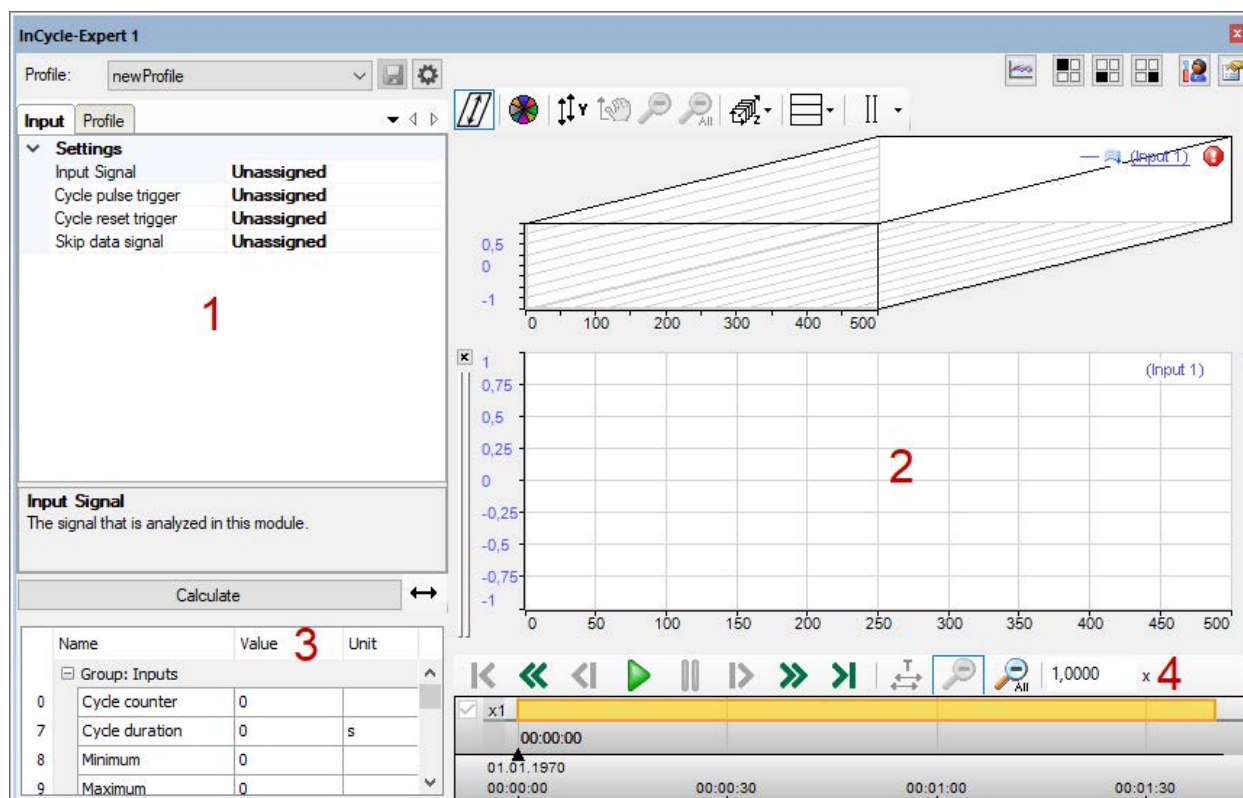 InCycle-Expert 1
Profile: newProfile
Input Profile
Settings
Input Signal Unassigned
Cycle pulse trigger Unassigned
Cycle reset trigger Unassigned
Skip data signal Unassigned
1
Input Signal
The signal that is analyzed in this module.
Calculate
Name Value 3 Unit
Group: Inputs
0 Cycle counter 0
7 Cycle duration 0 s
8 Minimum 0
9 Maximum 0
Y All Z
(Input 1)
0,5
0
-1
0 100 200 300 400 500
(Input 1)
1
0,75
0,5
0,25
0
-0,25
-0,5
-0,75
-1
2
0 50 100 150 200 250 300 350 400 450 500
T All 1,0000 x 4
x1
00:00:00
01.01.1970
00:00:00 00:00:30 00:01:00 00:01:30